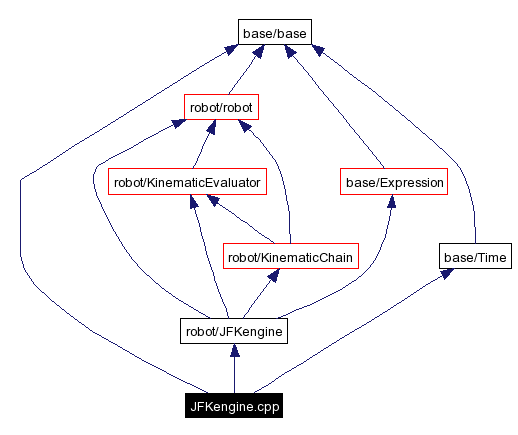 base/base
robot/robot
robot/KinematicEvaluator
base/Expression
robot/KinematicChain
base/Time
robot/JFKengine
JFKengine.cpp